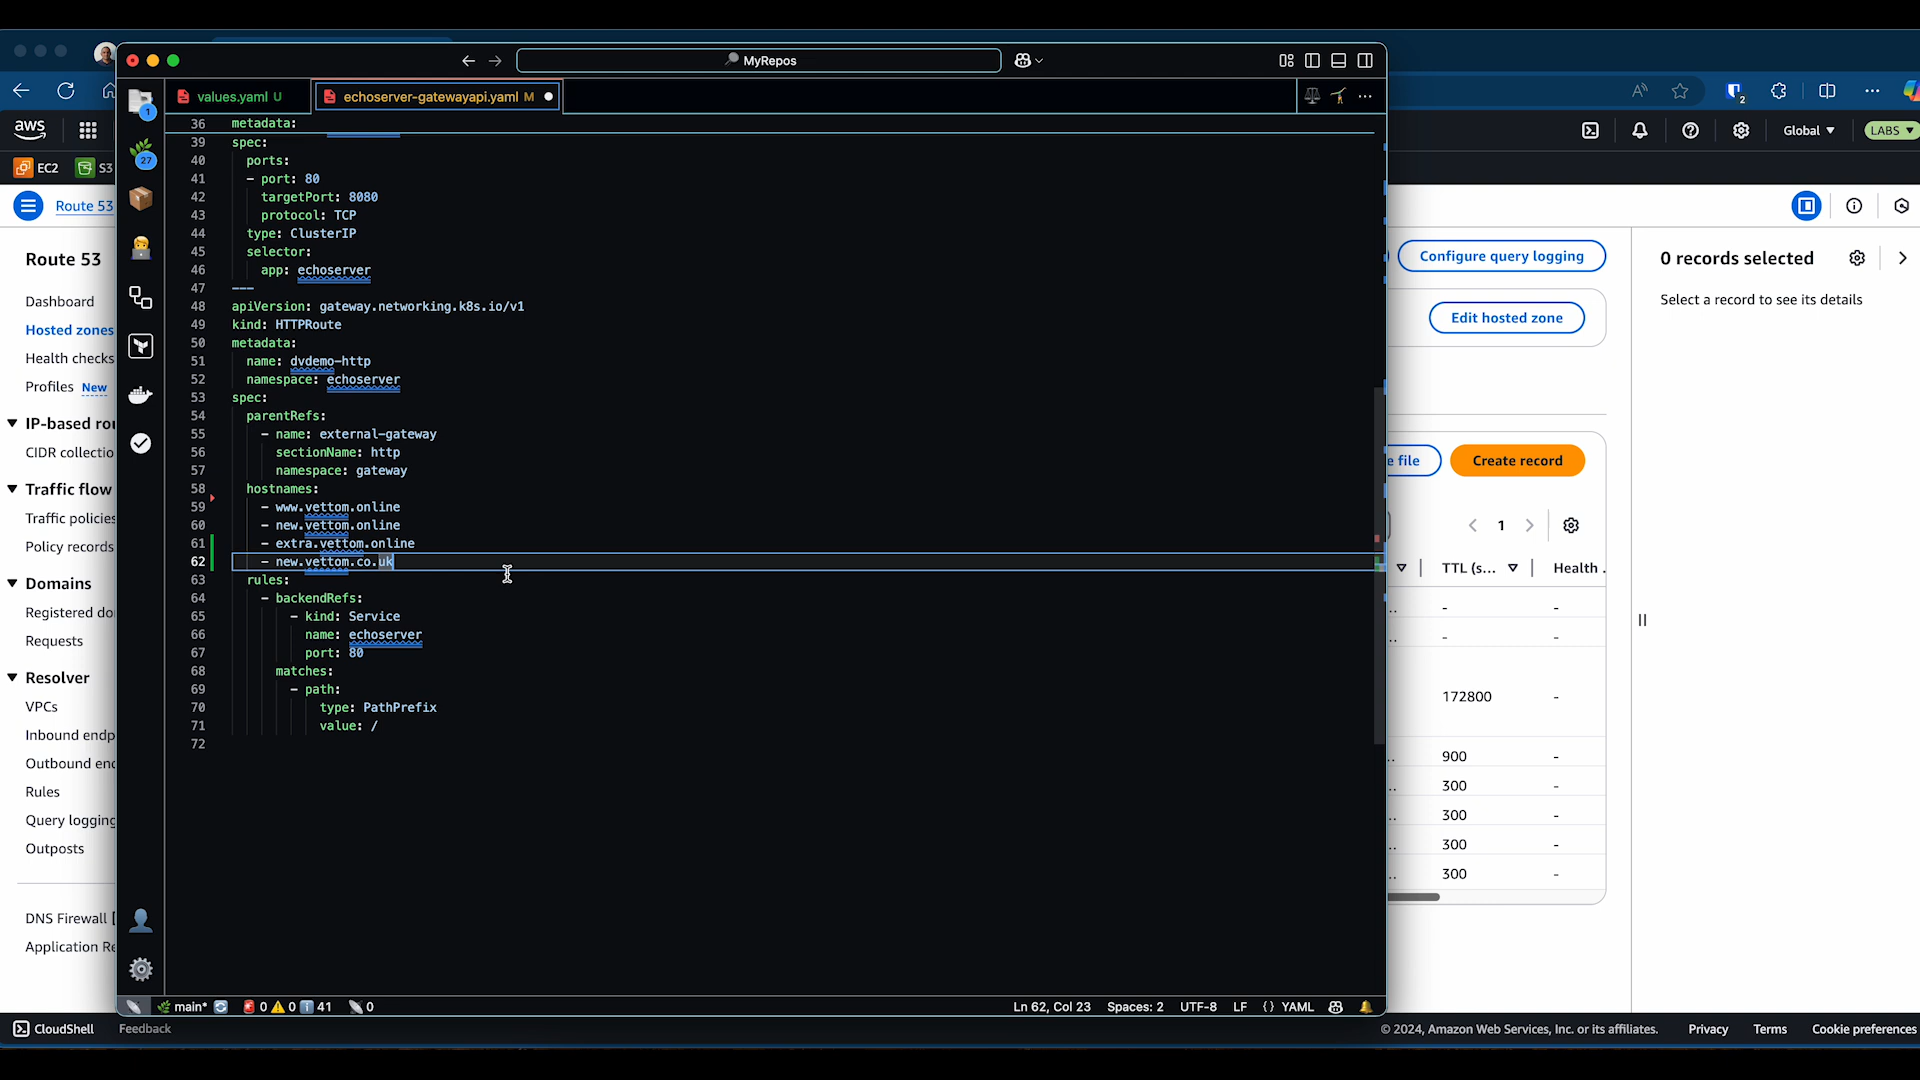 MyRepos
values.yaml U
echoserver-gatewayapi.yaml M
aws
Global
LABS
EC2
S3
1
27
2
Route 53
Route 53
Dashboard
Hosted zones
Health checks
Profiles New
IP-based
CIDR
Traffic flow
Traffic policies
Policy records
Domains
Registered
Requests
Resolver
VPCs
Inbound
Outbound
Rules
Query logging
Outposts
DNS Firewall
Application
36 metadata:
39 spec:
40 ports:
41 - port: 80
42 targetPort: 8080
43 protocol: TCP
44 type: ClusterIP
45 selector:
46 app: echoserver
47 ---
48 apiVersion: gateway.networking.k8s.io/v1
49 kind: HTTPRoute
50 metadata:
51 name: dvdemo-http
52 namespace: echoserver
53 spec:
54 parentRefs:
55 - name: external-gateway
56 sectionName: http
57 namespace: gateway
58 hostnames:
59 - www.vettom.online
60 - new.vettom.online
61 - extra.vettom.online
62 - new.vettom.co.uk
63 rules:
64 - backendRefs:
65 - kind: Service
66 name: echoserver
67 port: 80
68 matches:
69 - path:
70 type: PathPrefix
71 value: /
72
Configure query logging
Edit hosted zone
file
Create record
1
TTL (s... Health
- -
- -
172800 -
900 -
300 -
300 -
300 -
300 -
0 records selected
Select a record to see its details
main* 0 0 41 0
Ln 62, Col 23 Spaces: 2 UTF-8 LF {} YAML
CloudShell Feedback
© 2024, Amazon Web Services, Inc. or its affiliates. Privacy Terms Cookie preferences